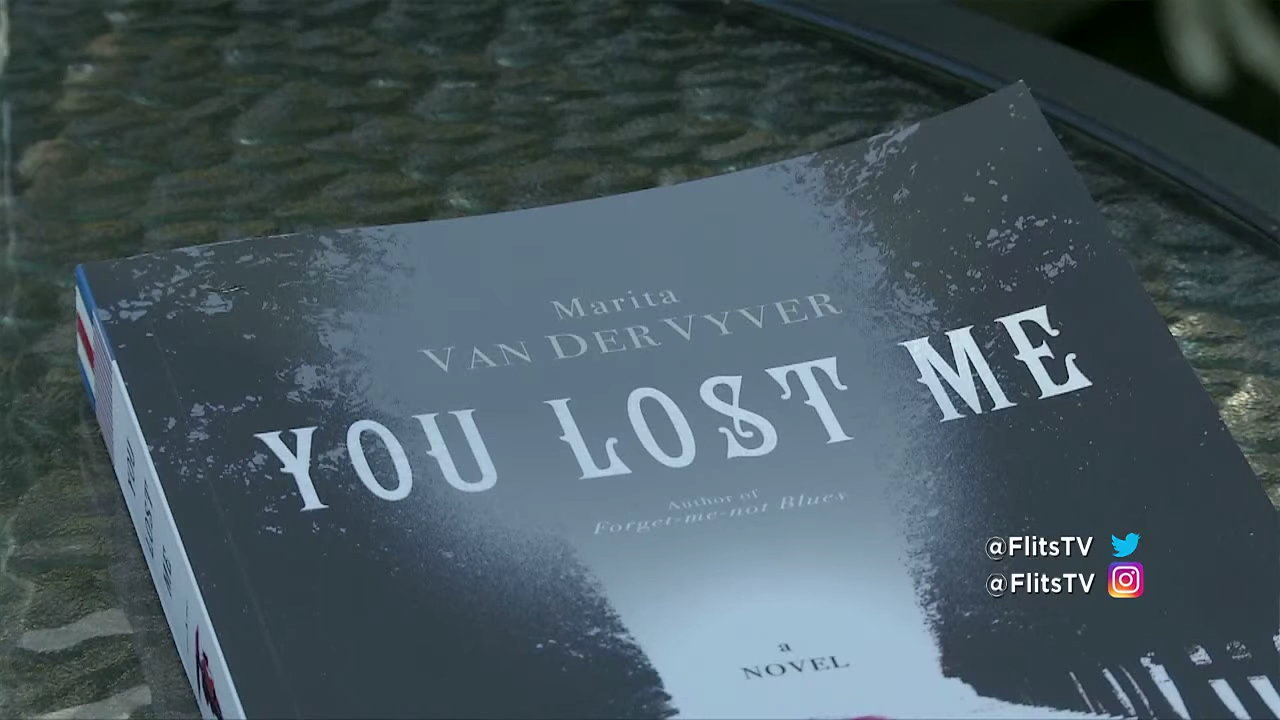 Marita
VAN DER VYVER
YOU LOST ME
Author of
Forget-me-not Blues
a
NOVEL
YOU LOST ME
@FlitsTV
@FlitsTV